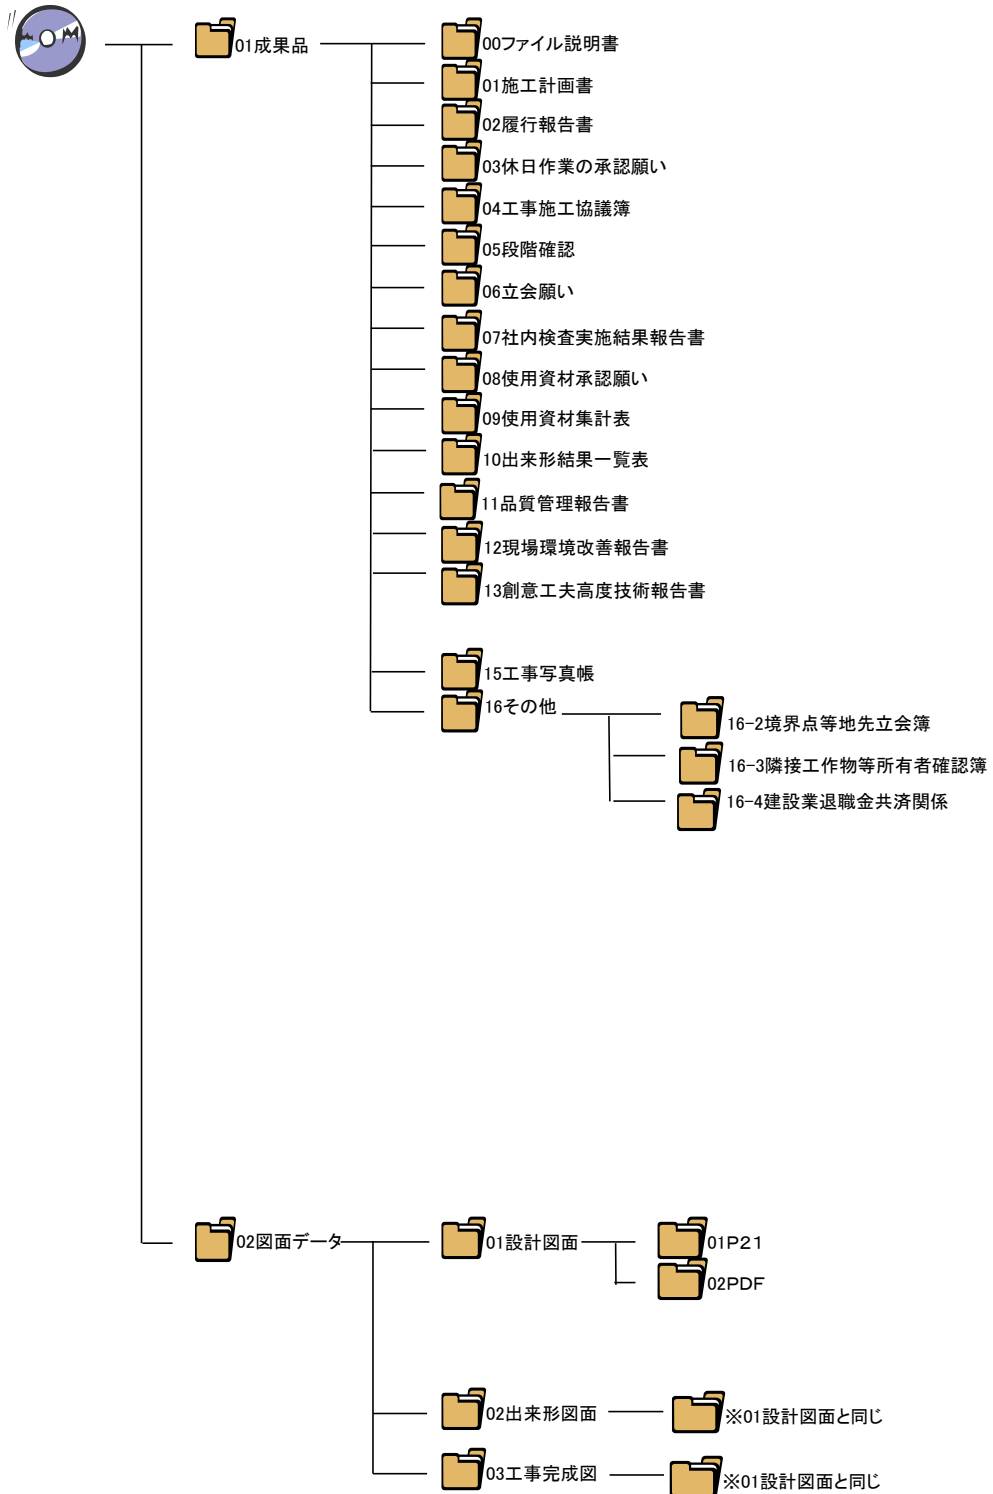 01成果品
00ファイル説明書
01施工計画書
02履行報告書
03休日作業の承認願い
04工事施工協議簿
05段階確認
06立会願い
07社内検査実施結果報告書
08使用資材承認願い
09使用資材集計表
10出来形結果一覧表
11品質管理報告書
12現場環境改善報告書
13創意工夫高度技術報告書
15工事写真帳
16その他
16-2境界点等地先立会簿
16-3隣接工作物等所有者確認簿
16-4建設業退職金共済関係
02図面データ
01設計図面
01P21
02PDF
02出来形図面
※01設計図面と同じ
03工事完成図
※01設計図面と同じ